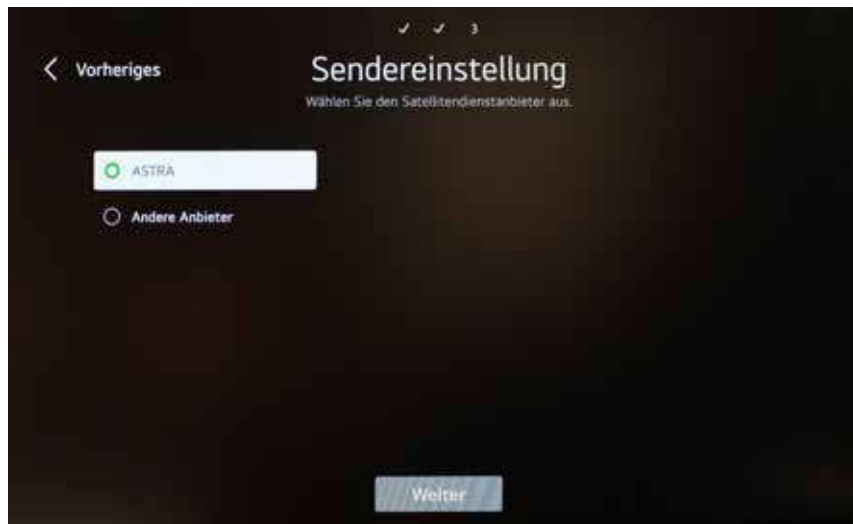 ✓ ✓ 3
Vorheriges
Sendereinstellung
Wählen Sie den Satellitendienstanbieter aus.
ASTRA
Andere Anbieter
Weiter